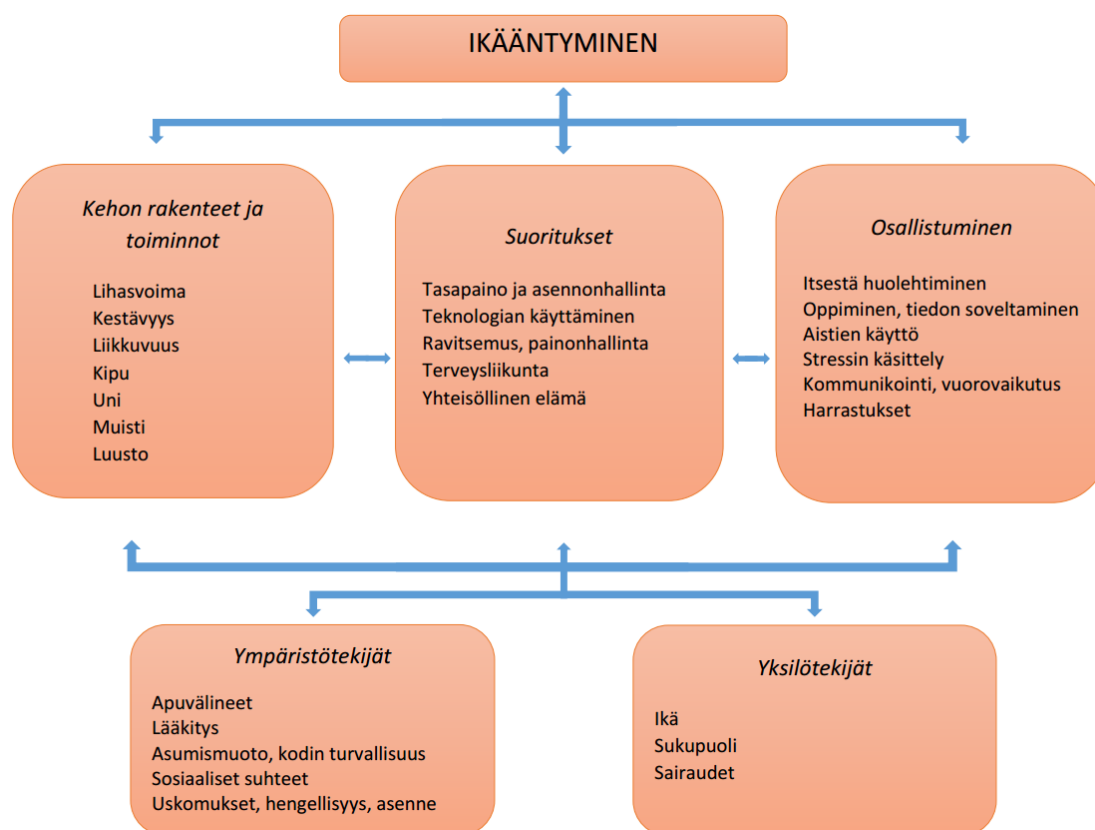 IKÄÄNTYMINEN
Kehon rakenteet ja
toiminnot
Lihasvoima
Kestävyys
Liikkuvuus
Kipu
Uni
Muisti
Luusto
Suoritukset
Tasapaino ja asennonhallinta
Teknologian käyttäminen
Ravitsemus, painonhallinta
Terveysliikunta
Yhteisöllinen elämä
Osallistuminen
Itsestä huolehtiminen
Oppiminen, tiedon soveltaminen
Aistien käyttö
Stressin käsittely
Kommunikointi, vuorovaikutus
Harrastukset
Ympäristötekijät
Apuvälineet
Lääkitys
Asumismuoto, kodin turvallisuus
Sosiaaliset suhteet
Uskomukset, hengellisyys, asenne
Yksilötekijät
Ikä
Sukupuoli
Sairaudet